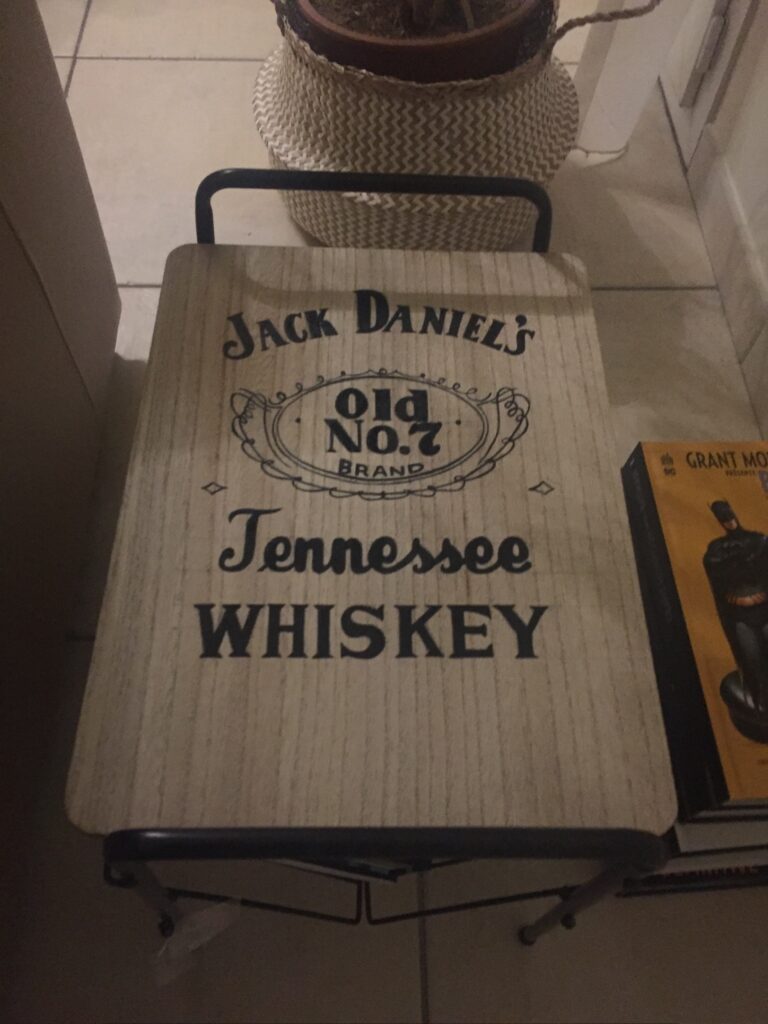 JACK DANIEL'S
Old
No.7
BRAND
Tennessee
WHISKEY
GRANT MO